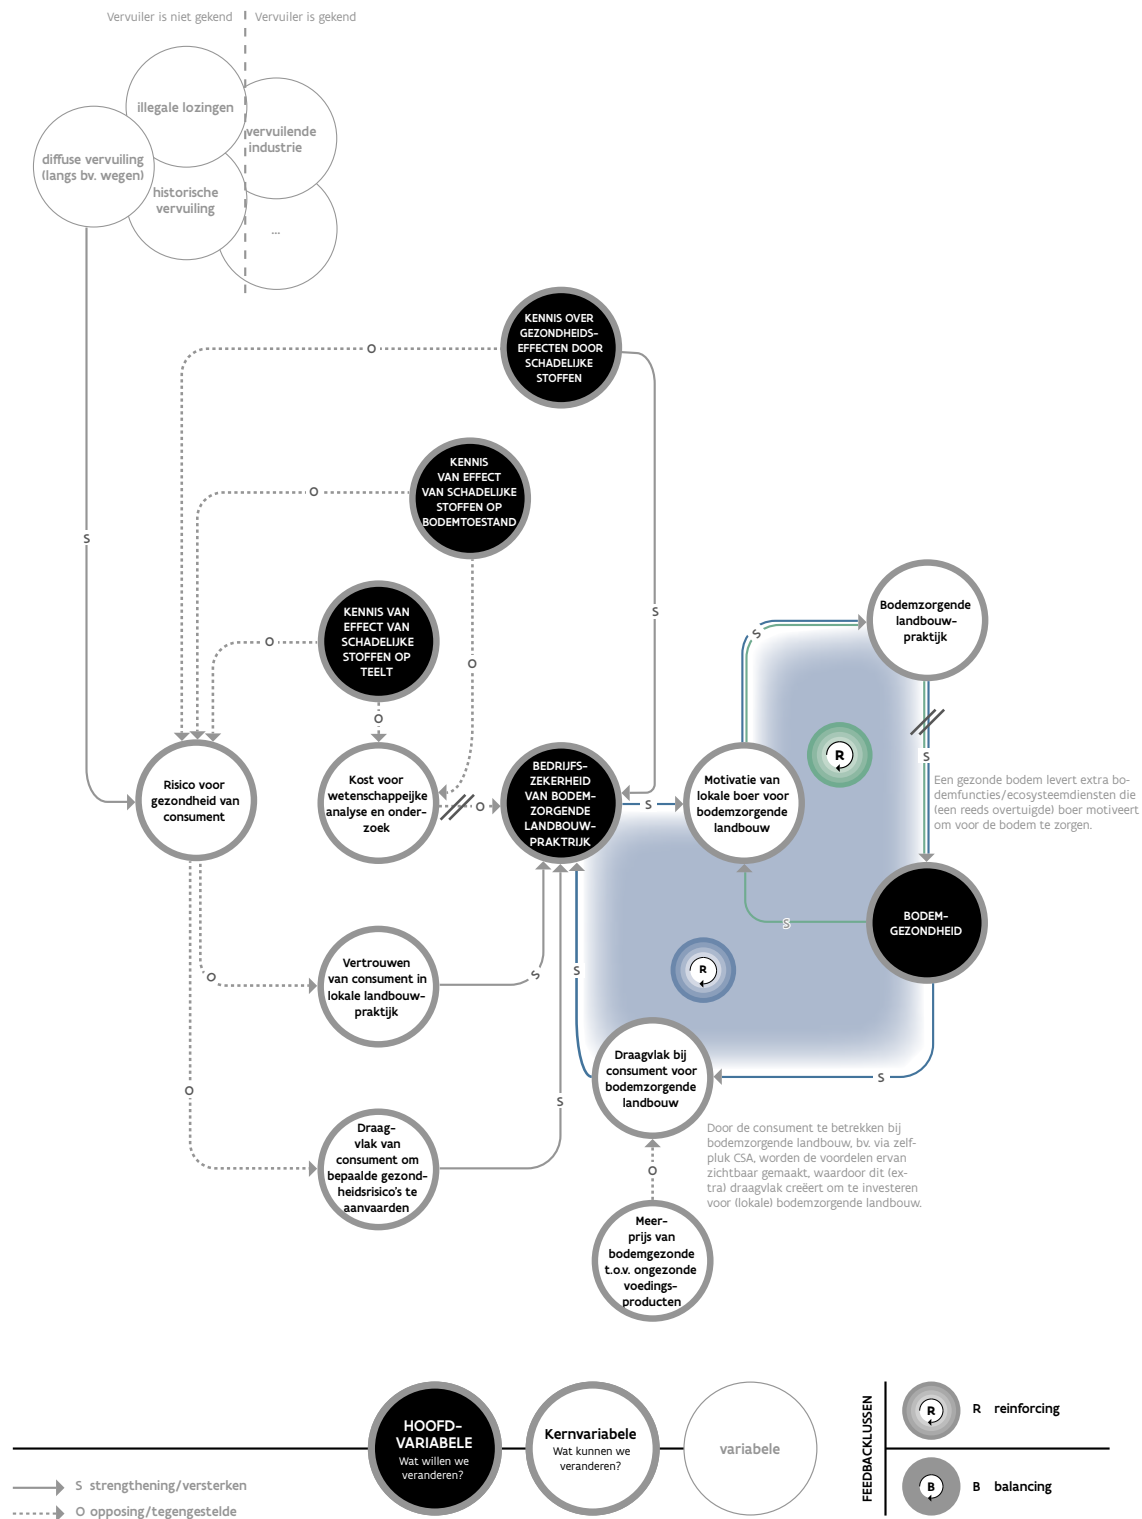 Vervuiler is niet gekend
Vervuiler is gekend
illegale lozingen
vervuilende
industrie
diffuse vervuiling
(langs bv. wegen)
historische
vervuiling
...
KENNIS OVER
GEZONDHEIDS-
EFFECTEN DOOR
SCHADELIJKE
STOFFEN
O
KENNIS
VAN EFFECT
VAN SCHADELIJKE
STOFFEN OP
BODEMTOESTAND
O
S
KENNIS VAN
EFFECT VAN
SCHADELIJKE
STOFFEN OP
TEELT
O
S
O
O
Bodemzorgende
landbouw-
praktijk
S
Risico voor
gezondheid van
consument
Kost voor
wetenschappeijke
analyse en onder-
zoek
O
BEDRIJFS-
ZEKERHEID
VAN BODEM-
ZORGENDE
LANDBOUW-
PRAKTRIJK
S
Motivatie van
lokale boer voor
bodemzorgende
landbouw
R
S
Een gezonde bodem levert extra bo-
demfuncties/ecosysteemdiensten die
(een reeds overtuigde) boer motiveert
om voor de bodem te zorgen.
BODEM-
GEZONDHEID
S
R
Vertrouwen
van consument in
lokale landbouw-
praktijk
O
S
S
Draagvlak bij
consument voor
bodemzorgende
landbouw
S
O
S
Draag-
vlak van
consument om
bepaalde gezond-
heidsrisico's te
aanvaarden
Door de consument te betrekken bij
bodemzorgende landbouw, bv. via zelf-
pluk CSA, worden de voordelen ervan
zichtbaar gemaakt, waardoor dit (ex-
tra) draagvlak creëert om te investeren
voor (lokale) bodemzorgende landbouw.
O
Meer-
prijs van
bodemgezonde
t.o.v. ongezonde
voedings-
producten
HOOFD-
VARIABELE
Wat willen we
veranderen?
Kernvariabele
Wat kunnen we
veranderen?
variabele
FEEDBACKLUSSEN
R
R reinforcing
B
B balancing
S strengthening/versterken
O opposing/tegengestelde